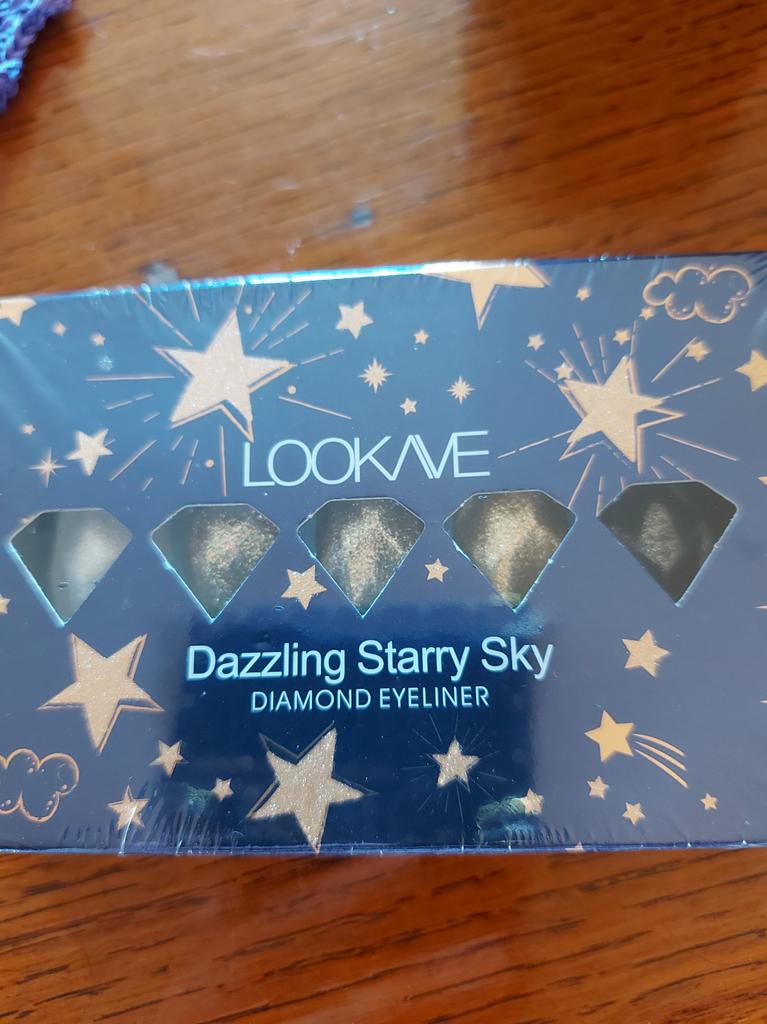 LOOKAVE
Dazzling Starry Sky
DIAMOND EYELINER